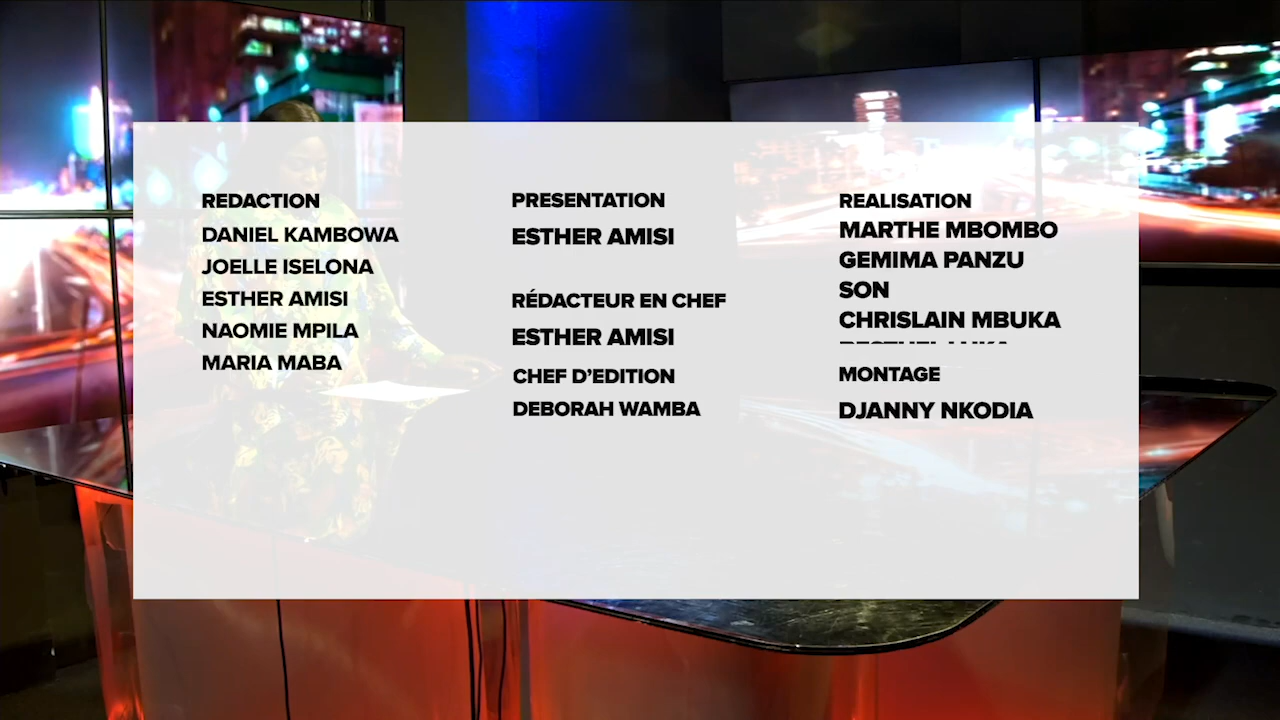 REDACTION
DANIEL KAMBOWA
JOELLE ISELONA
ESTHER AMISI
NAOMIE MPILA
MARIA MABA
PRESENTATION
ESTHER AMISI
RÉDACTEUR EN CHEF
ESTHER AMISI
CHEF D’EDITION
DEBORAH WAMBA
REALISATION
MARTHE MBOMBO
GEMIMA PANZU
SON
CHRISLAIN MBUKA
MONTAGE
DJANNY NKODIA